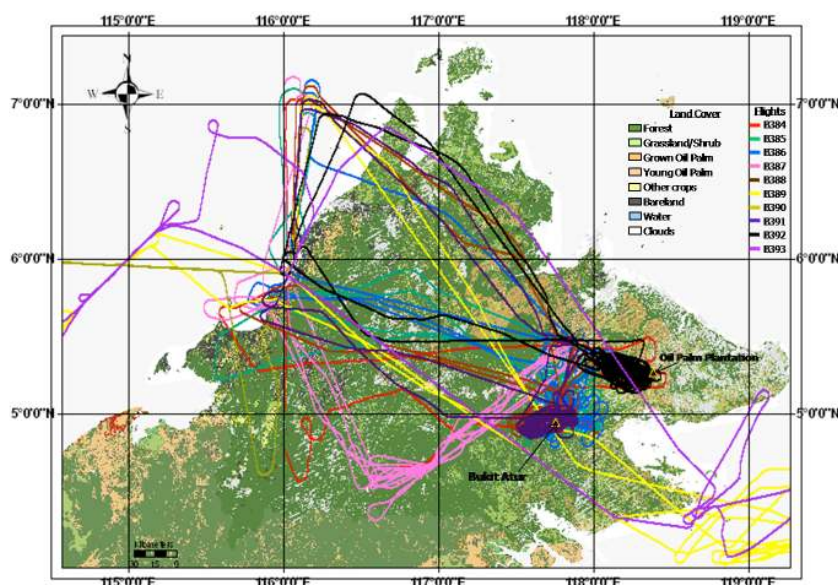 115°0'0"E 116°0'0"E 117°0'0"E 118°0'0"E 119°0'0"E
N
W E
S
7°0'0"N 7°0'0"N
Land Cover
Forest
Grassland/Shrub
Grown Oil Palm
Young Oil Palm
Other crops
Bareland
Water
Clouds
Flights
B384
B385
B386
B387
B388
B389
B390
B391
B392
B393
6°0'0"N 6°0'0"N
Oil Palm Plantation
5°0'0"N 5°0'0"N
Bukit Atur
115°0'0"E 116°0'0"E 117°0'0"E 118°0'0"E 119°0'0"E